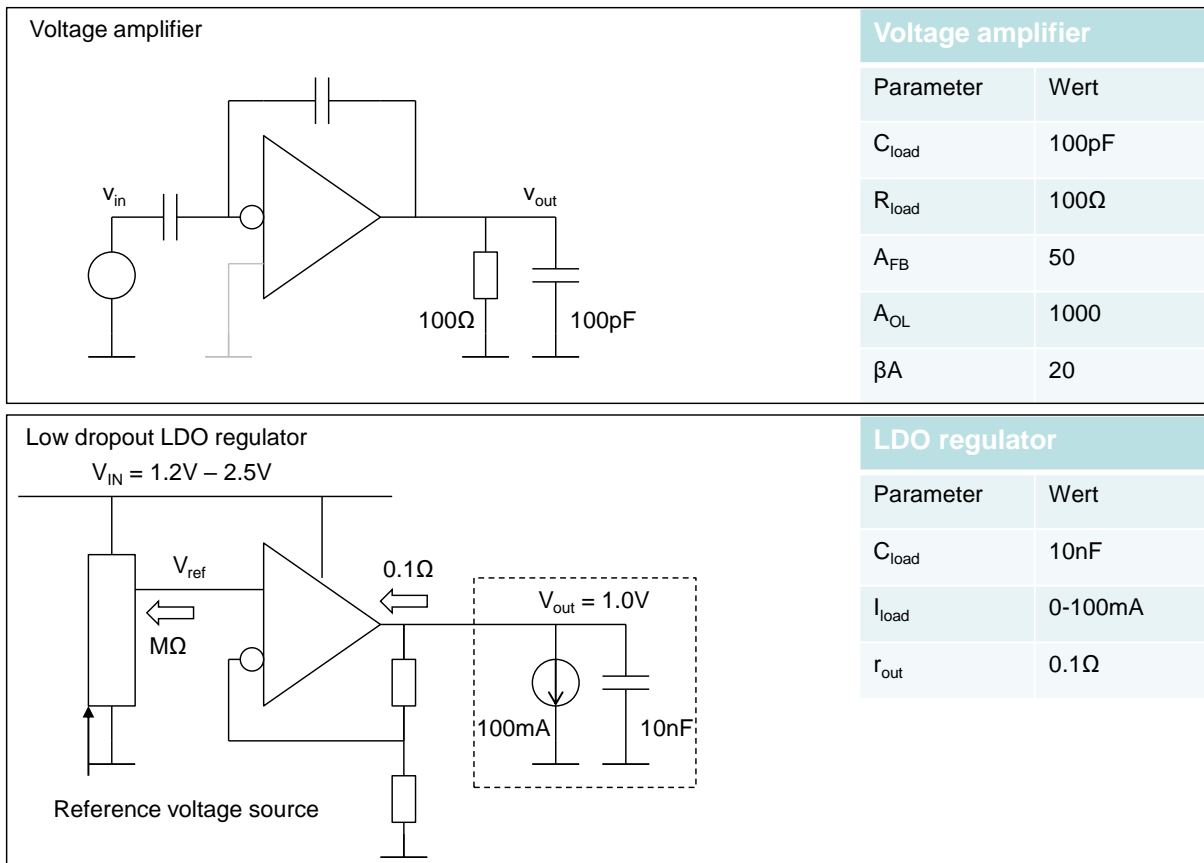 Voltage amplifier
v_in
v_out
100Ω
100pF
Voltage amplifier
Parameter Wert
C_load 100pF
R_load 100Ω
A_FB 50
A_OL 1000
βA 20
Low dropout LDO regulator
V_IN = 1.2V – 2.5V
V_ref
MΩ
0.1Ω
V_out = 1.0V
100mA
10nF
Reference voltage source
LDO regulator
Parameter Wert
C_load 10nF
I_load 0-100mA
r_out 0.1Ω